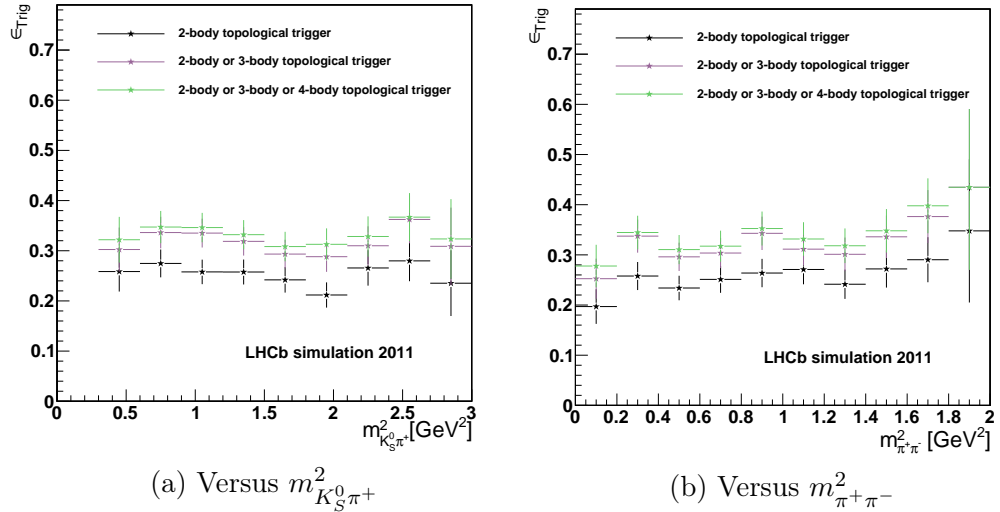 ϵTrig
0.7
0.6
0.5
0.4
0.3
0.2
0.1
0
2-body topological trigger
2-body or 3-body topological trigger
2-body or 3-body or 4-body topological trigger
LHCb simulation 2011
0 0.5 1 1.5 2 2.5 3
m²_{K⁰_S π⁺} [GeV²]
(a) Versus m²_{K⁰_S π⁺}
ϵTrig
0.7
0.6
0.5
0.4
0.3
0.2
0.1
0
2-body topological trigger
2-body or 3-body topological trigger
2-body or 3-body or 4-body topological trigger
LHCb simulation 2011
0 0.2 0.4 0.6 0.8 1 1.2 1.4 1.6 1.8 2
m²_{π⁺π⁻} [GeV²]
(b) Versus m²_{π⁺π⁻}